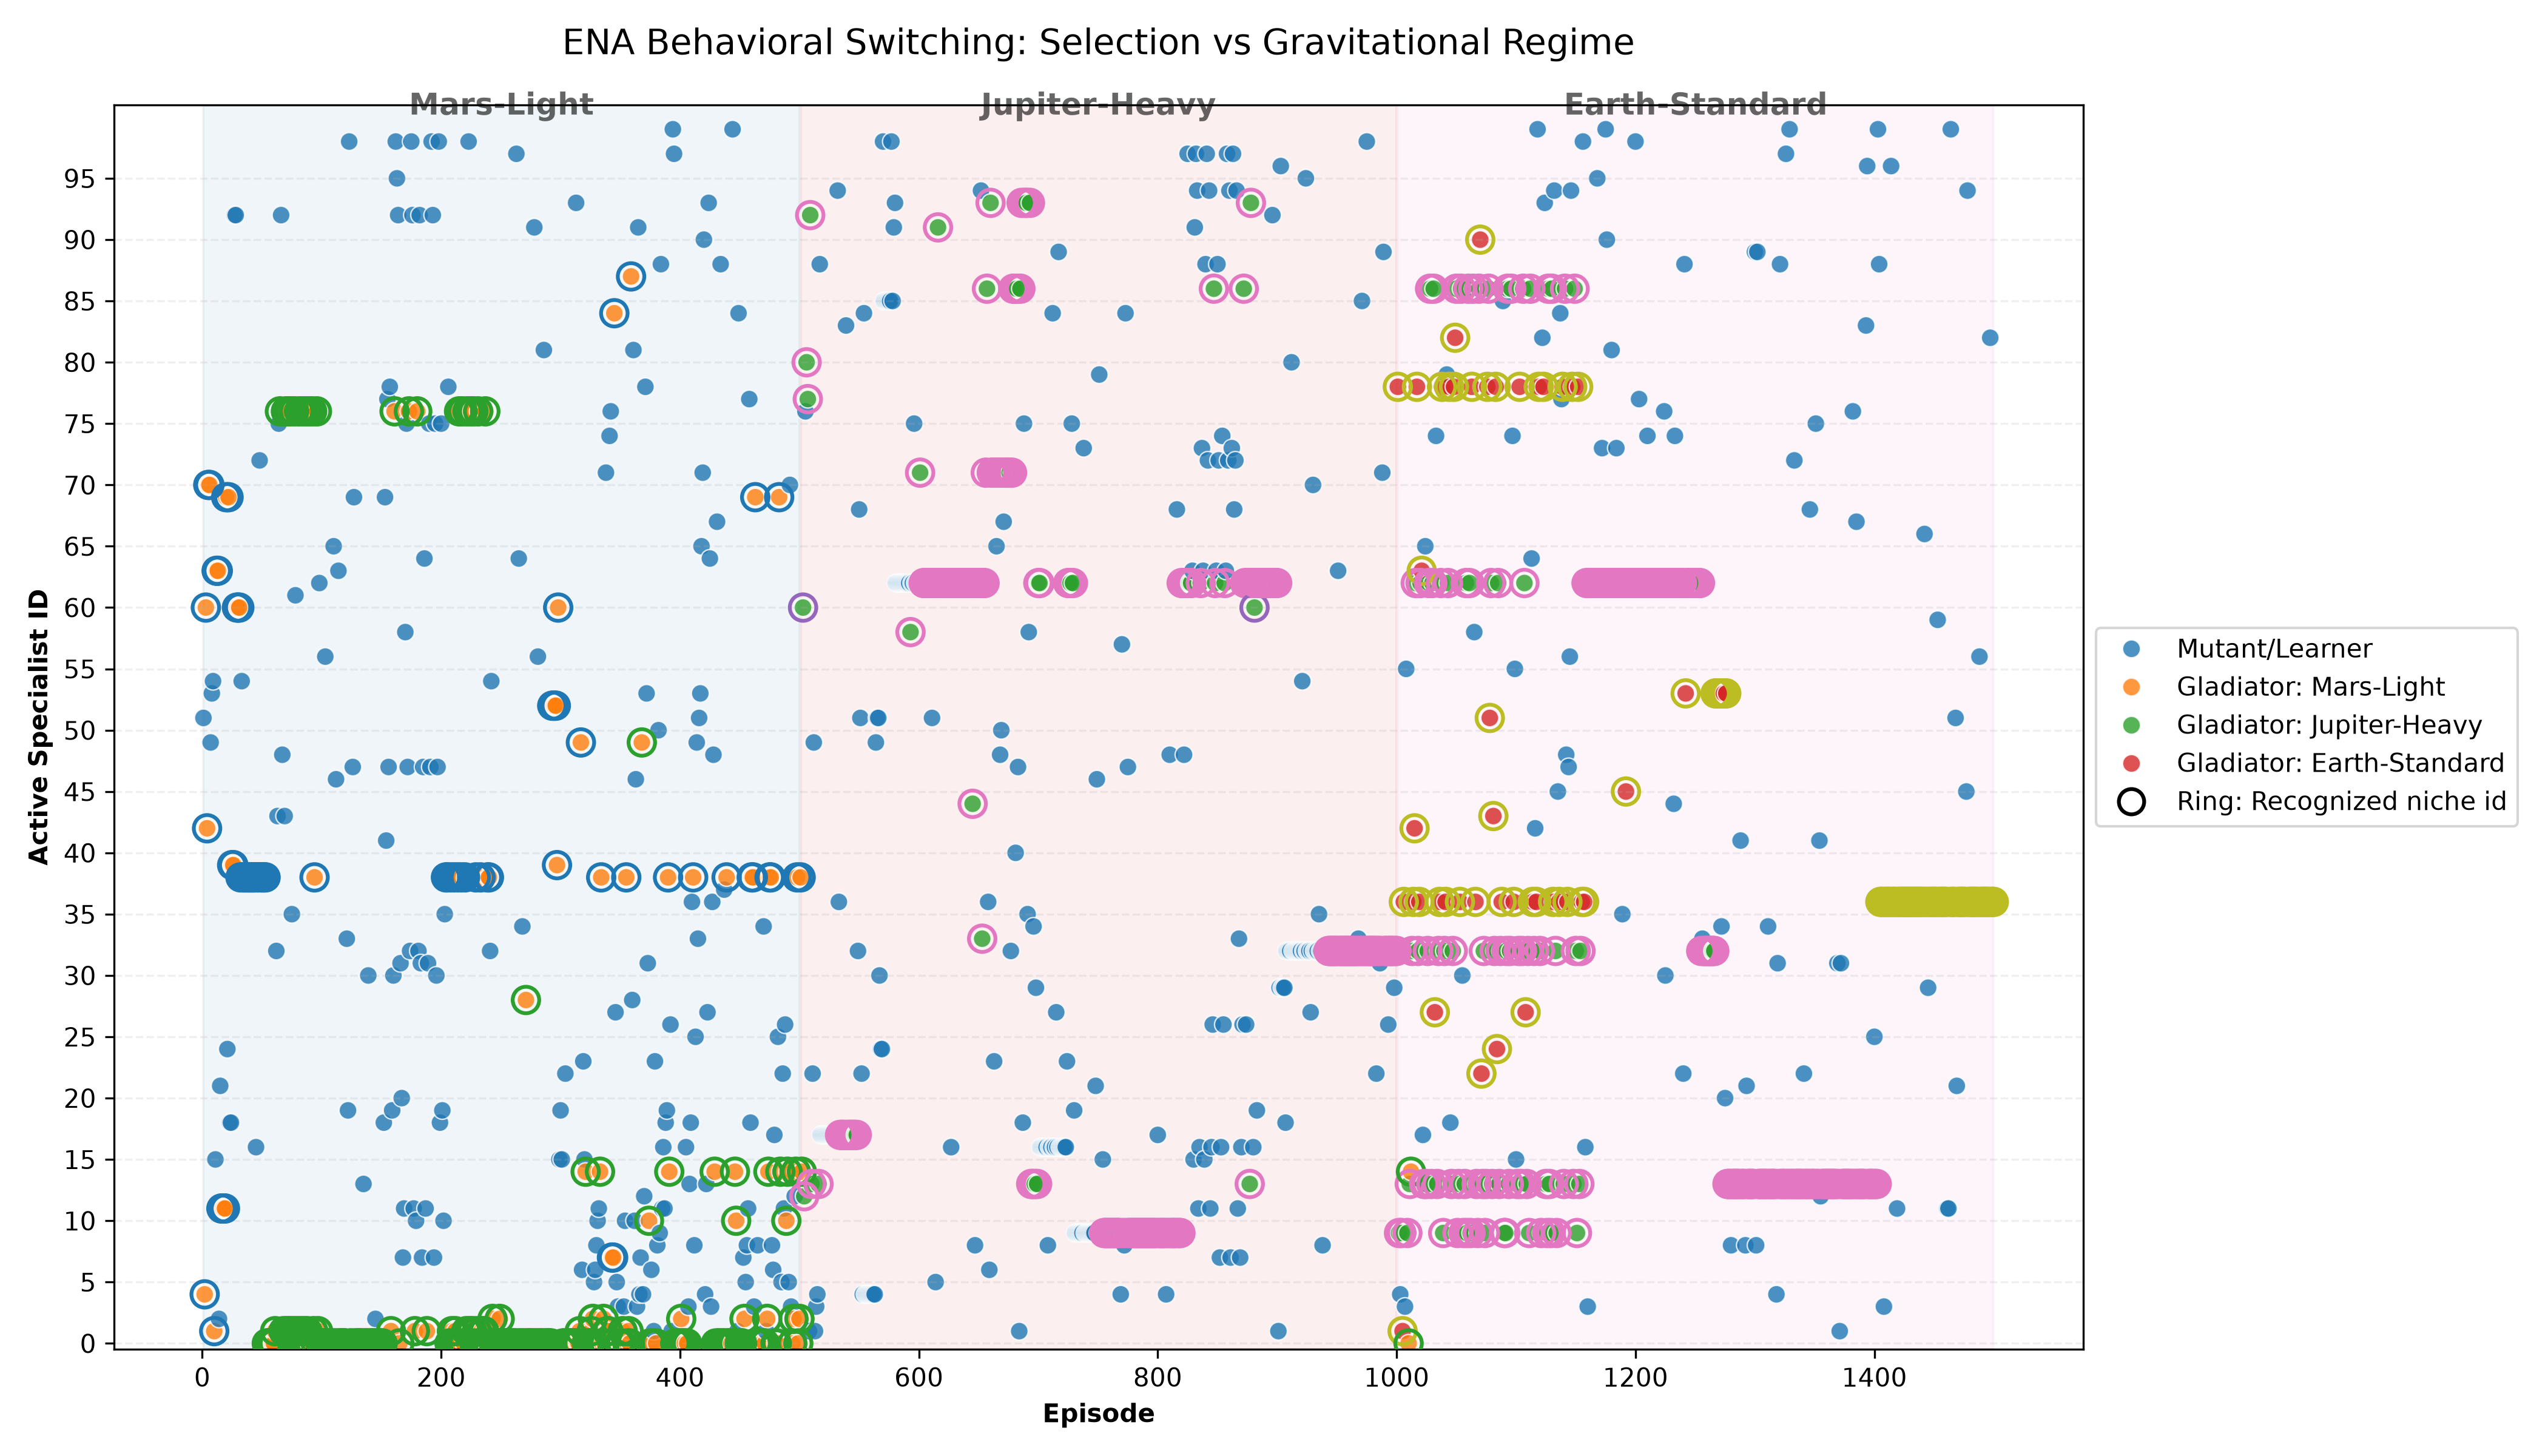 ENA Behavioral Switching: Selection vs Gravitational Regime
Mars-Light
Jupiter-Heavy
Earth-Standard
Active Specialist ID
95
90
85
80
75
70
65
60
55
50
45
40
35
30
25
20
15
10
5
0
0
200
400
600
800
1000
1200
1400
Episode
Mutant/Learner
Gladiator: Mars-Light
Gladiator: Jupiter-Heavy
Gladiator: Earth-Standard
Ring: Recognized niche id